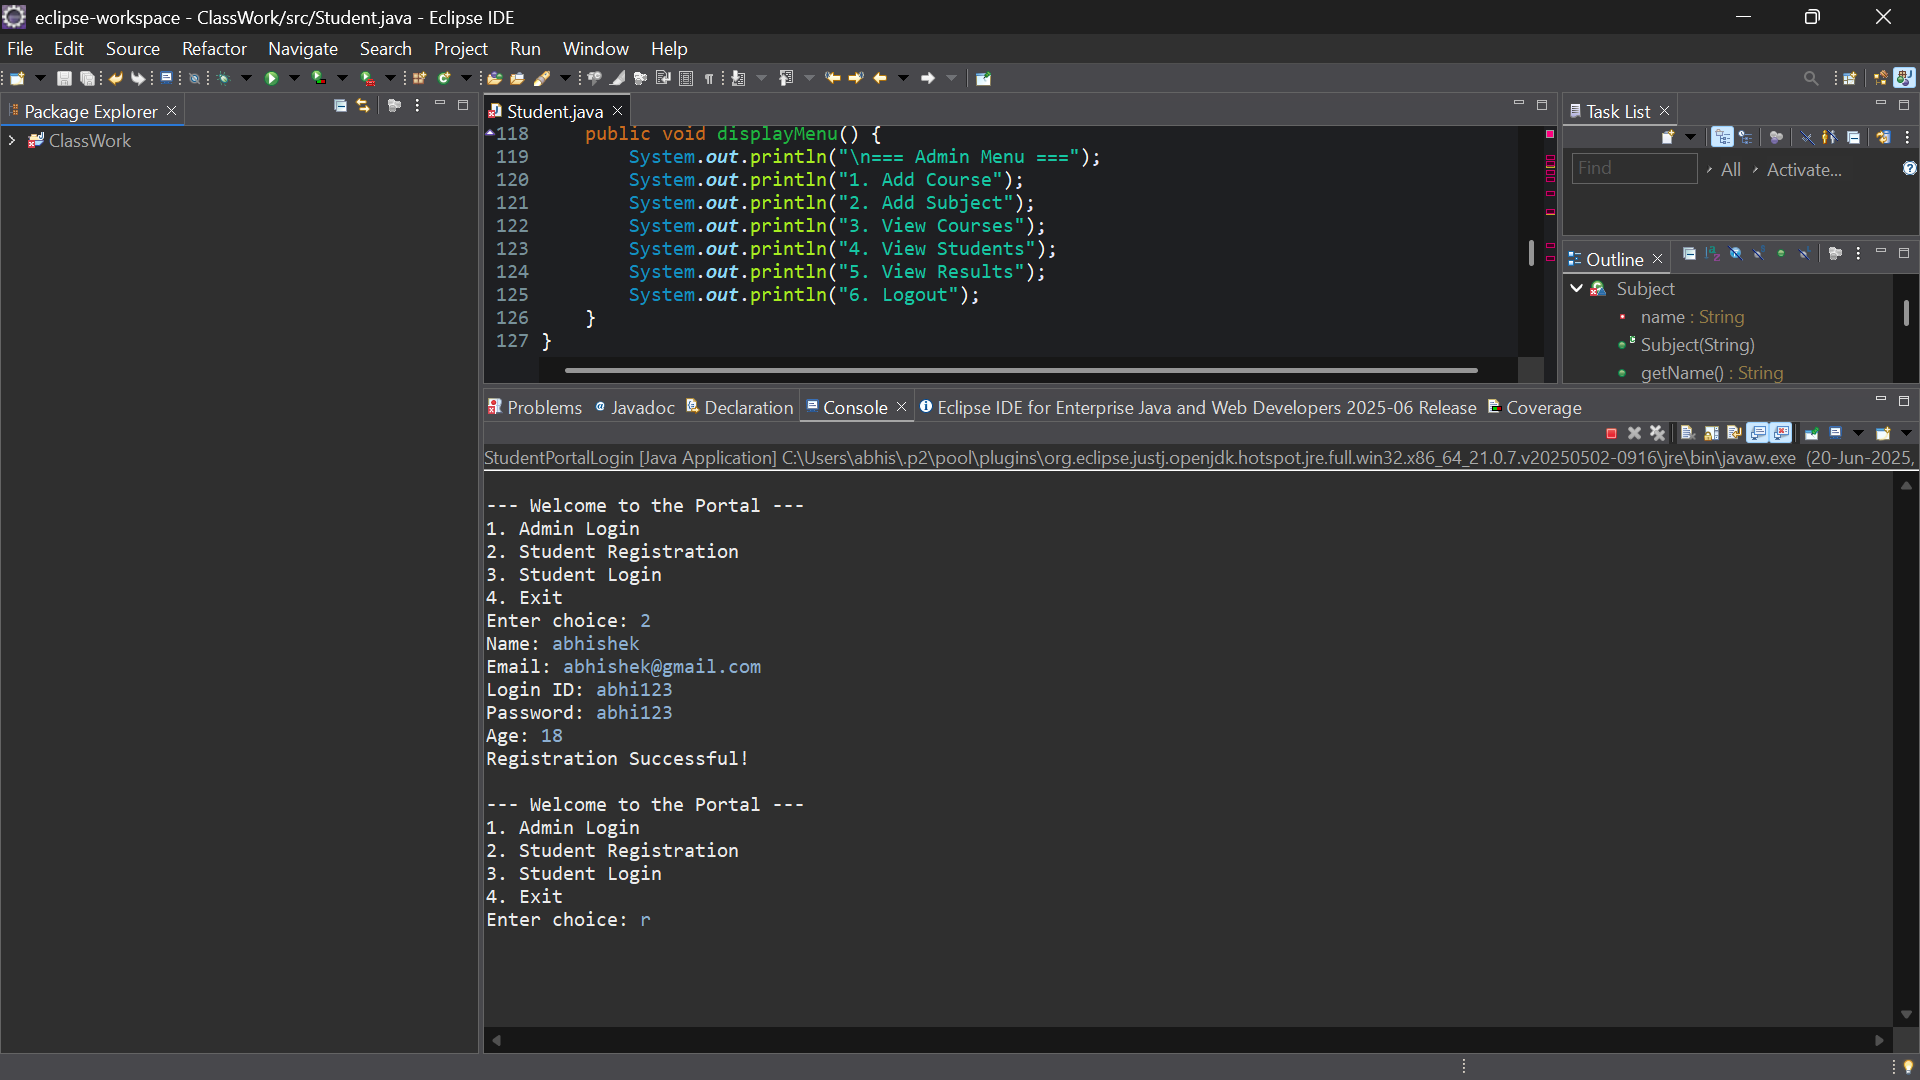 eclipse-workspace - ClassWork/src/Student.java - Eclipse IDE
File Edit Source Refactor Navigate Search Project Run Window Help
Package Explorer
ClassWork
Student.java
118 public void displayMenu() {
119 System.out.println("\n=== Admin Menu ===");
120 System.out.println("1. Add Course");
121 System.out.println("2. Add Subject");
122 System.out.println("3. View Courses");
123 System.out.println("4. View Students");
124 System.out.println("5. View Results");
125 System.out.println("6. Logout");
126 }
127 }
Task List
Find All Activate...
Outline
Subject
name : String
Subject(String)
getName() : String
Problems Javadoc Declaration Console Eclipse IDE for Enterprise Java and Web Developers 2025-06 Release Coverage
StudentPortalLogin [Java Application] C:\Users\abhis\.p2\pool\plugins\org.eclipse.justj.openjdk.hotspot.jre.full.win32.x86_64_21.0.7.v20250502-0916\jre\bin\javaw.exe (20-Jun-2025,
--- Welcome to the Portal ---
1. Admin Login
2. Student Registration
3. Student Login
4. Exit
Enter choice: 2
Name: abhishek
Email: abhishek@gmail.com
Login ID: abhi123
Password: abhi123
Age: 18
Registration Successful!
--- Welcome to the Portal ---
1. Admin Login
2. Student Registration
3. Student Login
4. Exit
Enter choice: r